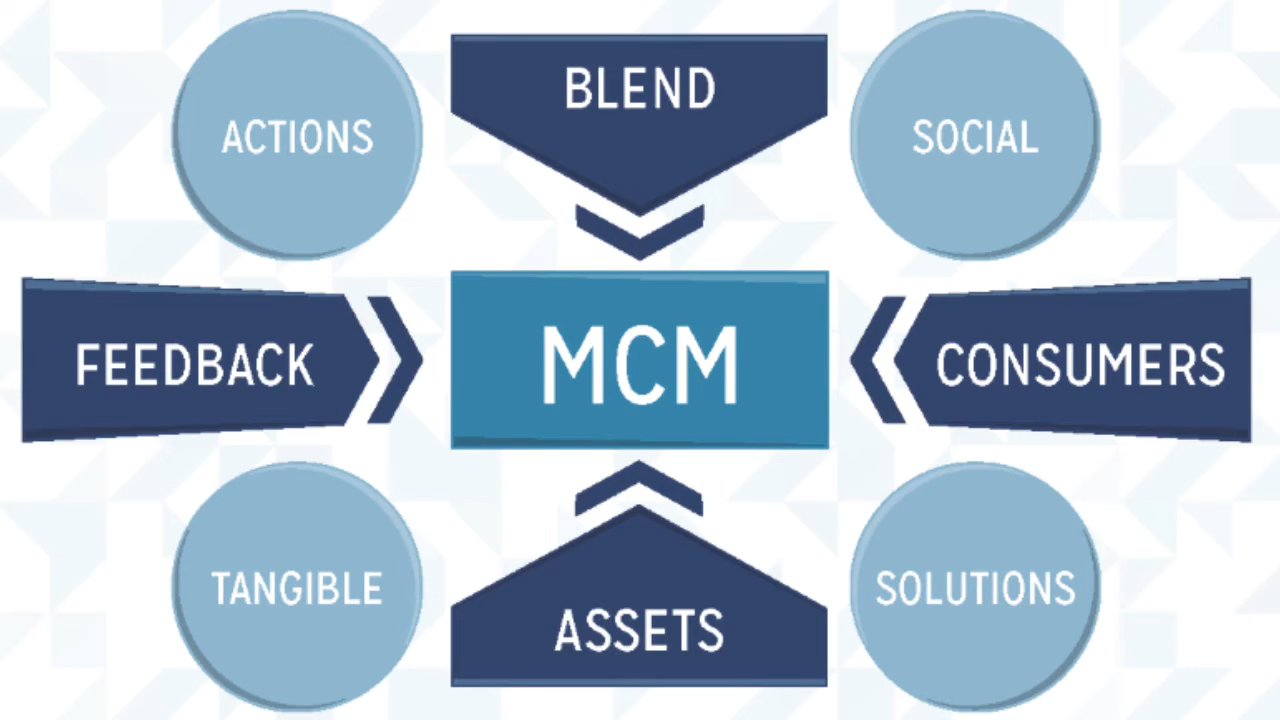 ACTIONS
BLEND
SOCIAL
FEEDBACK
MCM
CONSUMERS
TANGIBLE
ASSETS
SOLUTIONS